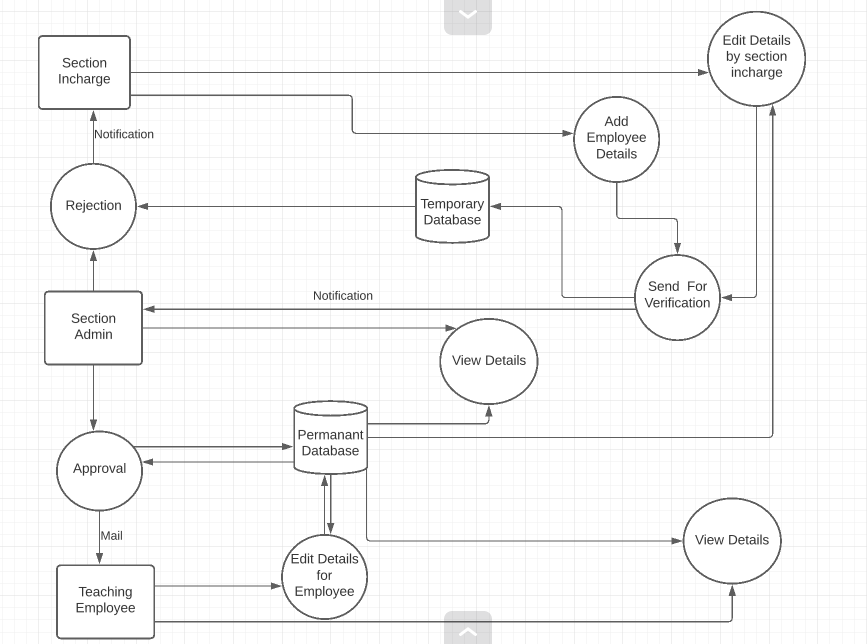 Section
Incharge
Edit Details
by section
incharge
Add
Employee
Details
Notification
Rejection
Temporary
Database
Send For
Verification
Notification
Section
Admin
View Details
Permanant
Database
Approval
Mail
View Details
Edit Details
for
Employee
Teaching
Employee